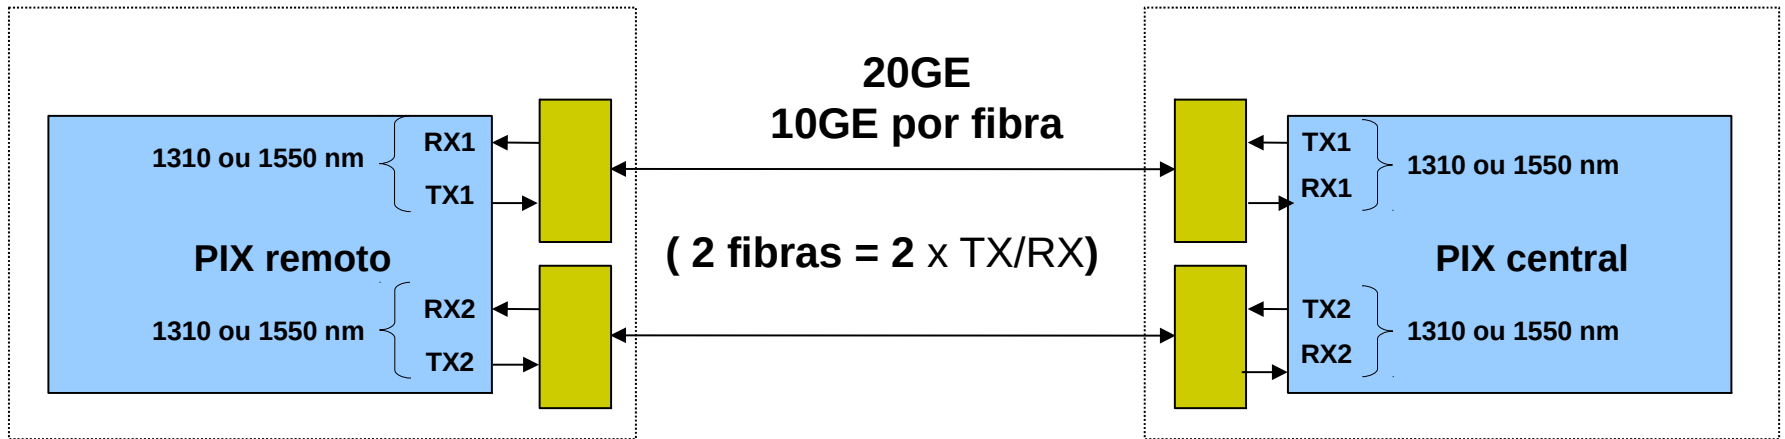 20GE
10GE por fibra
RX1
1310 ou 1550 nm
TX1
PIX remoto
RX2
1310 ou 1550 nm
TX2
( 2 fibras = 2 x TX/RX)
TX1
1310 ou 1550 nm
RX1
PIX central
TX2
1310 ou 1550 nm
RX2